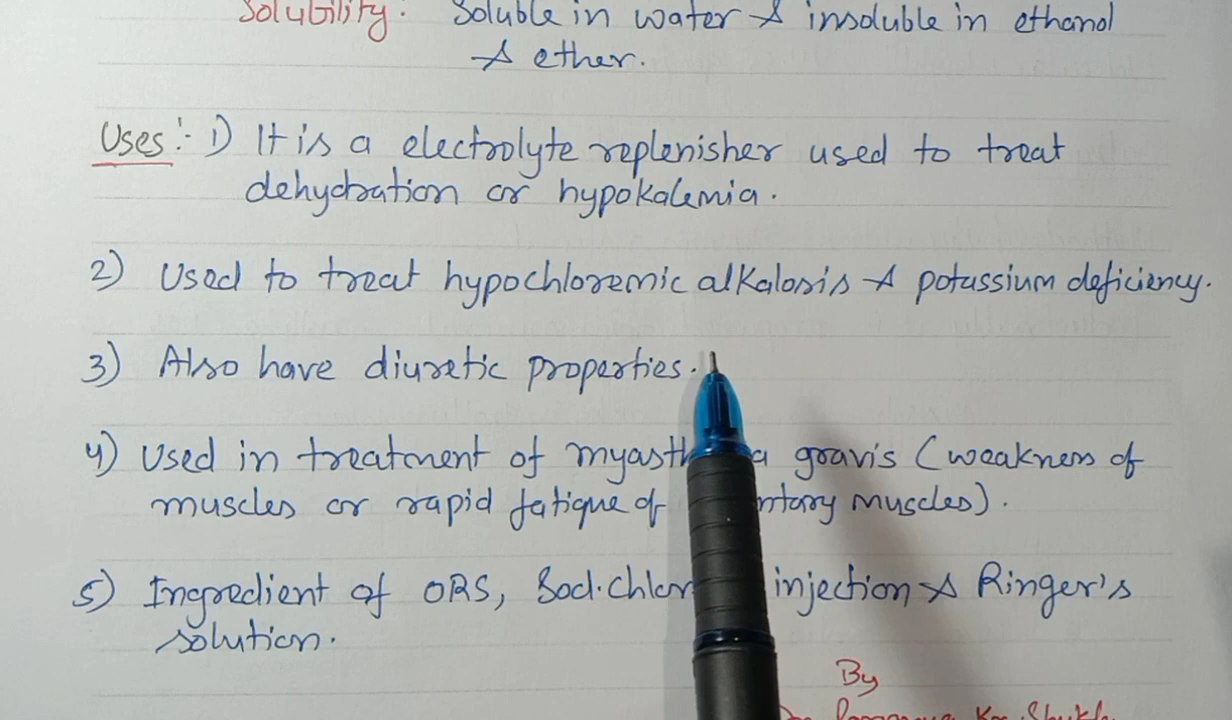 Solubility: Soluble in water & insoluble in ethanol
& ether.
Uses:- 1) It is a electrolyte replenisher used to treat
dehydration or hypokalemia.
2) Used to treat hypochloremic alkalosis & potassium deficiency.
3) Also have diuretic properties.
4) Used in treatment of gravis (weakness of
muscles or rapid fatigue of muscles).
5) Ingredient of ORS, Sod. injection & Ringer's
solution.
By